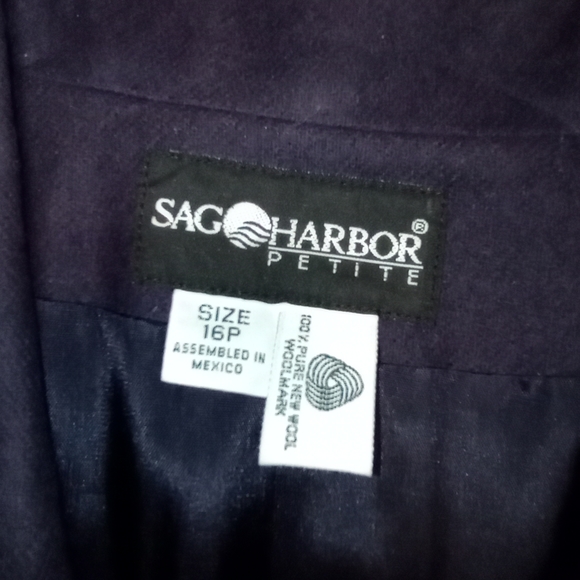 SAG HARBOR®
PETITE
SIZE
16P
ASSEMBLED IN
MEXICO
100% PURE NEW WOOL
WOOLMARK